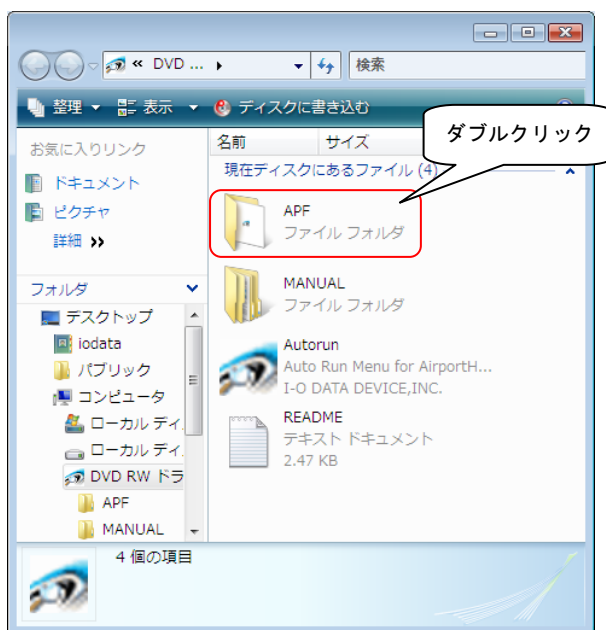 « DVD ...
検索
整理
表示
ディスクに書き込む
ダブルクリック
お気に入りリンク
ドキュメント
ピクチャ
詳細 »
フォルダ
デスクトップ
iodata
パブリック
コンピュータ
ローカル ディ
ローカル ディ
DVD RW ドラ
APF
MANUAL
名前 サイズ
現在ディスクにあるファイル (4)
APF
ファイル フォルダ
MANUAL
ファイル フォルダ
Autorun
Auto Run Menu for AirportH...
I-O DATA DEVICE,INC.
README
テキスト ドキュメント
2.47 KB
4 個の項目